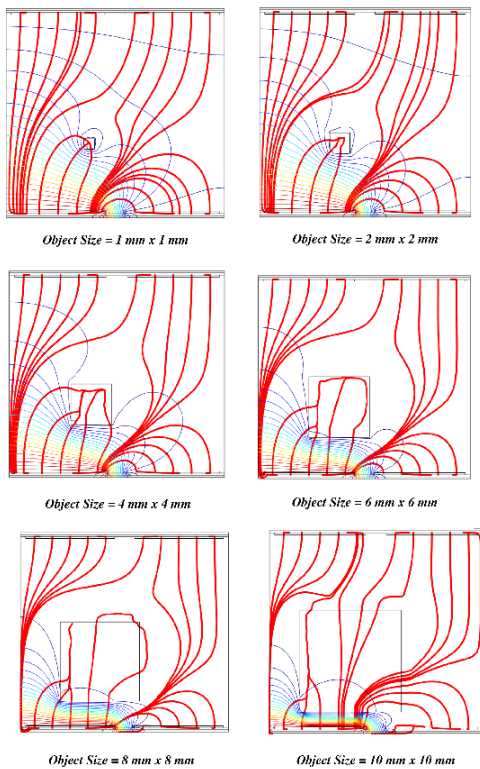 Object Size = 1 mm x 1 mm
Object Size = 2 mm x 2 mm
Object Size = 4 mm x 4 mm
Object Size = 6 mm x 6 mm
Object Size = 8 mm x 8 mm
Object Size = 10 mm x 10 mm